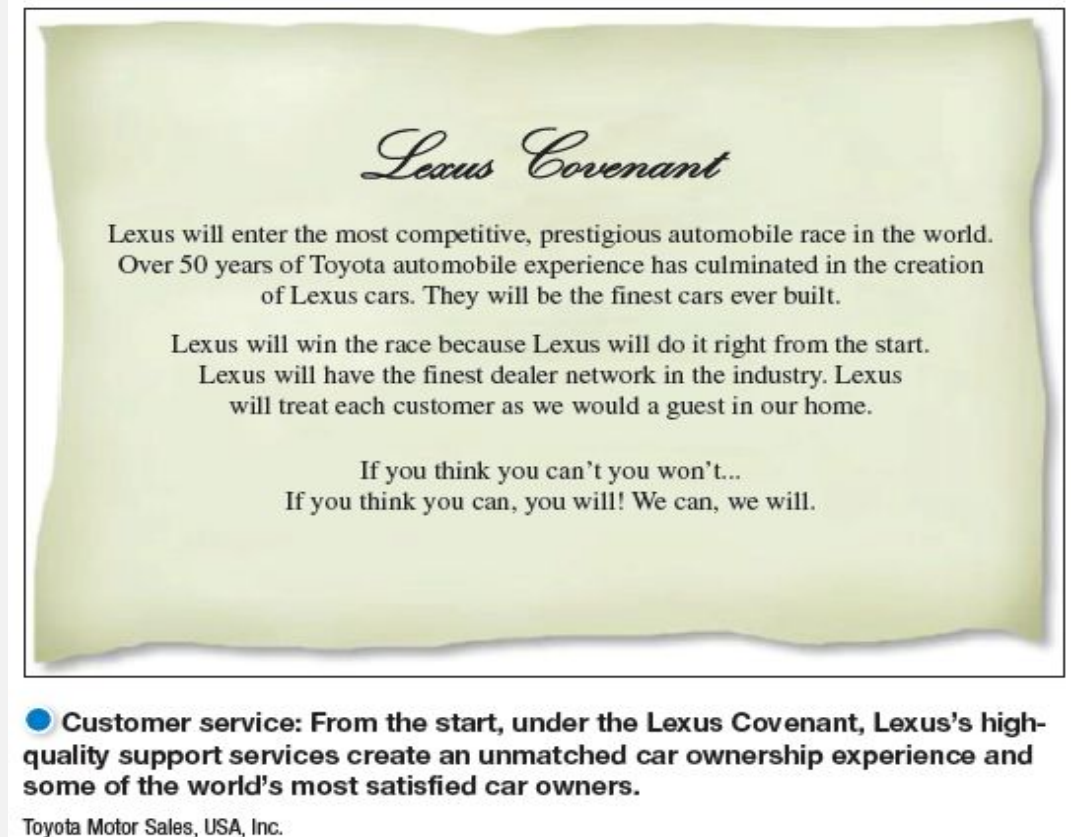 Lexus Covenant
Lexus will enter the most competitive, prestigious automobile race in the world.
Over 50 years of Toyota automobile experience has culminated in the creation
of Lexus cars. They will be the finest cars ever built.
Lexus will win the race because Lexus will do it right from the start.
Lexus will have the finest dealer network in the industry. Lexus
will treat each customer as we would a guest in our home.
If you think you can't you won't...
If you think you can, you will! We can, we will.
Customer service: From the start, under the Lexus Covenant, Lexus's high-
quality support services create an unmatched car ownership experience and
some of the world's most satisfied car owners.
Toyota Motor Sales, USA, Inc.